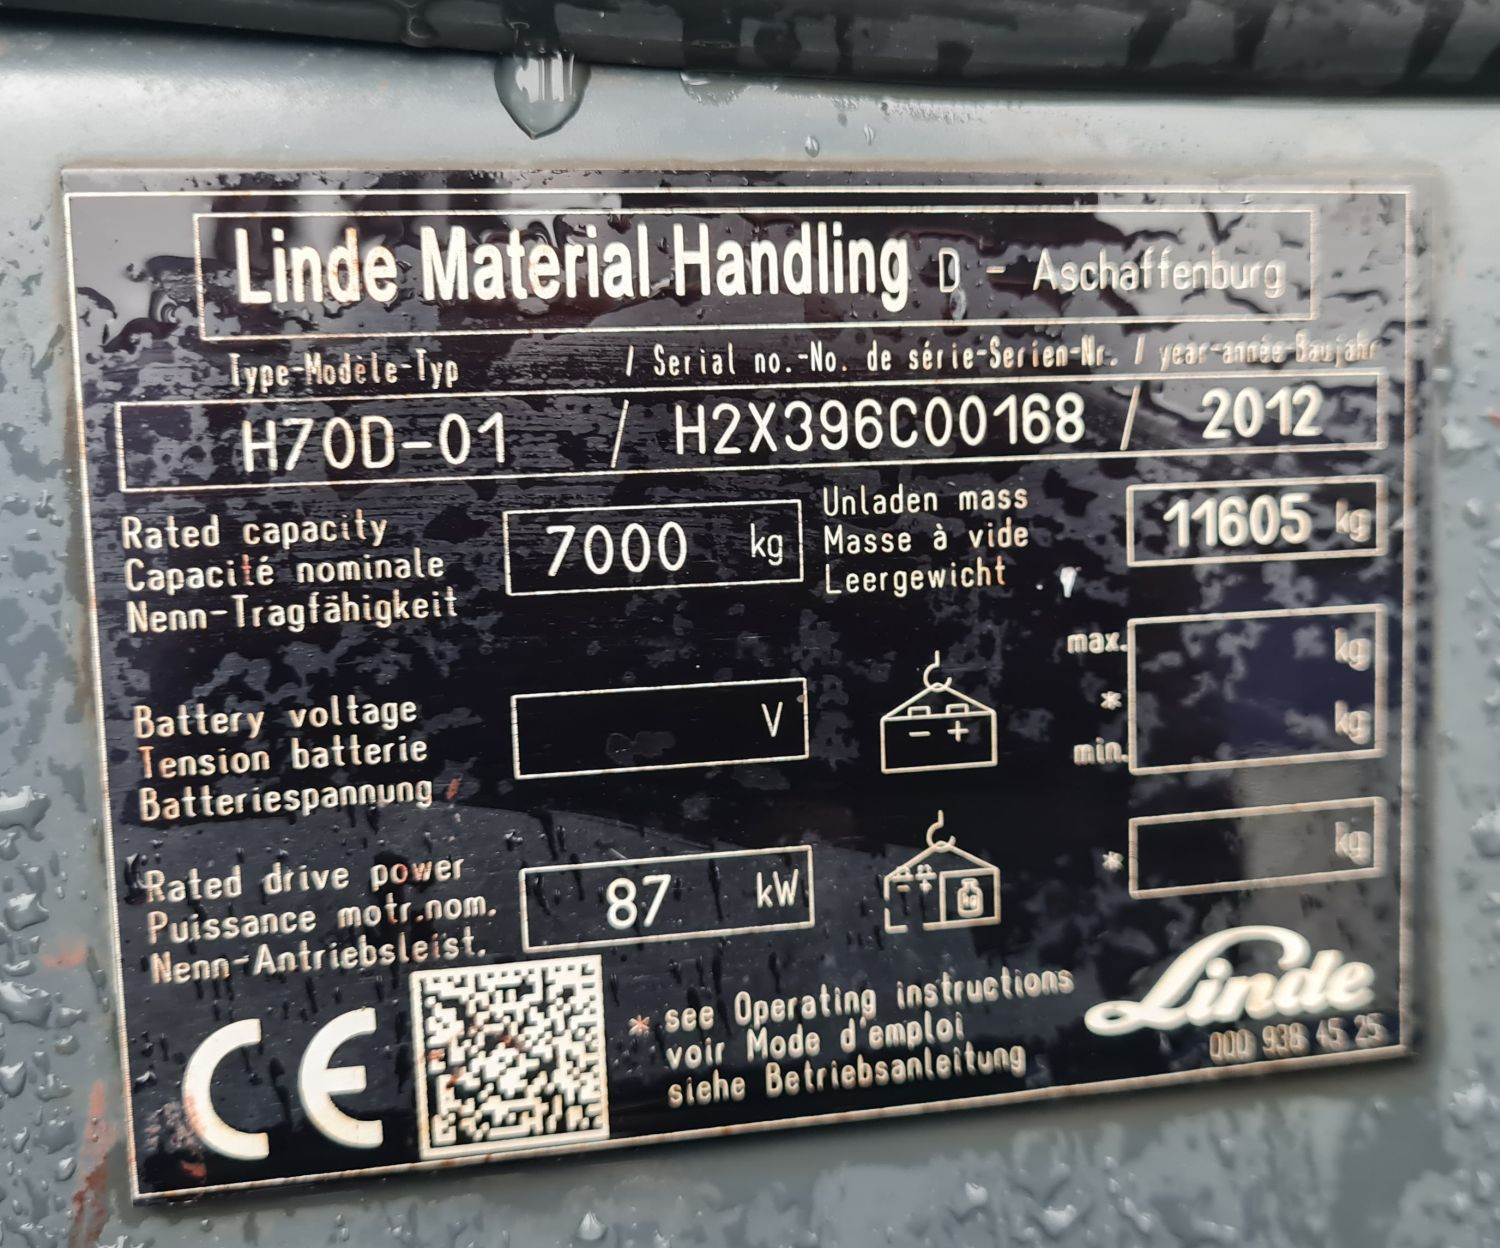 Linde Material Handling D - Aschaffenburg
Type-Modèle-Typ / Serial no.-No. de série-Serien-Nr. / year-année-Baujahr
H70D-01 / H2X396C00168 / 2012
Rated capacity
Capacité nominale
Nenn-Tragfähigkeit
7000 kg
Unladen mass
Masse à vide
Leergewicht
11605 kg
Battery voltage
Tension batterie
Batteriespannung
V
- +
max. kg
*
kg
min.
Rated drive power
Puissance motr.nom.
Nenn-Antriebsleist.
87 kW
- +
kg
* kg
CE
* see Operating instructions
voir Mode d'emploi
siehe Betriebsanleitung
Linde
000 938 45 25